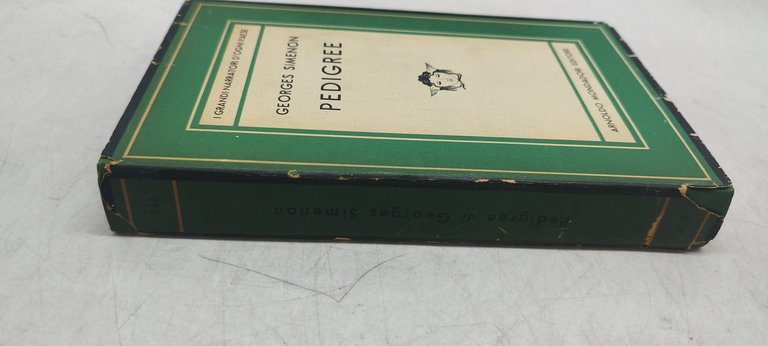 I GRANDI NARRATORI D'OGNI PAESE
GEORGES SIMENON
PEDIGREE
ARNOLDO MONDADORI EDITORE
Pedigree di Georges Simenon